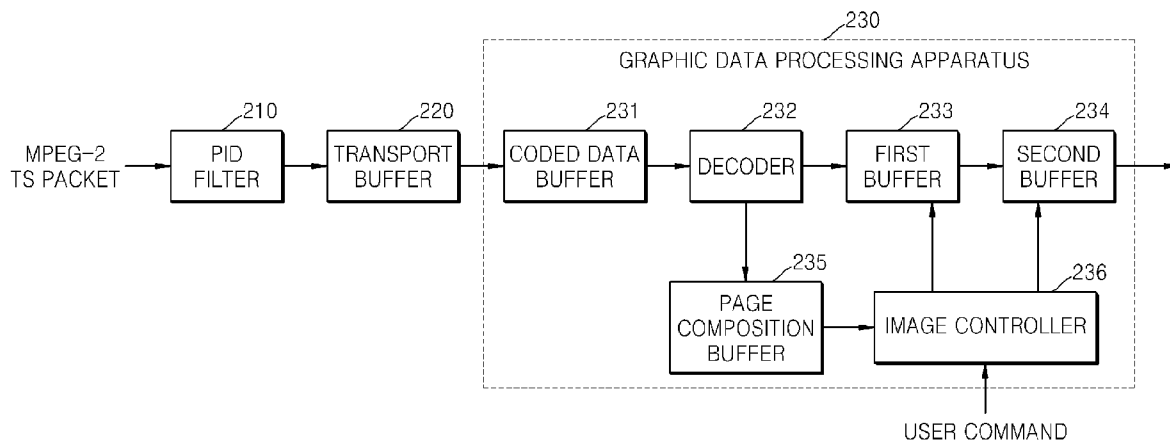 230
GRAPHIC DATA PROCESSING APPARATUS
210
220
231
232
233
234
MPEG-2
TS PACKET
PID
FILTER
TRANSPORT
BUFFER
CODED DATA
BUFFER
DECODER
FIRST
BUFFER
SECOND
BUFFER
235
236
PAGE
COMPOSITION
BUFFER
IMAGE CONTROLLER
USER COMMAND